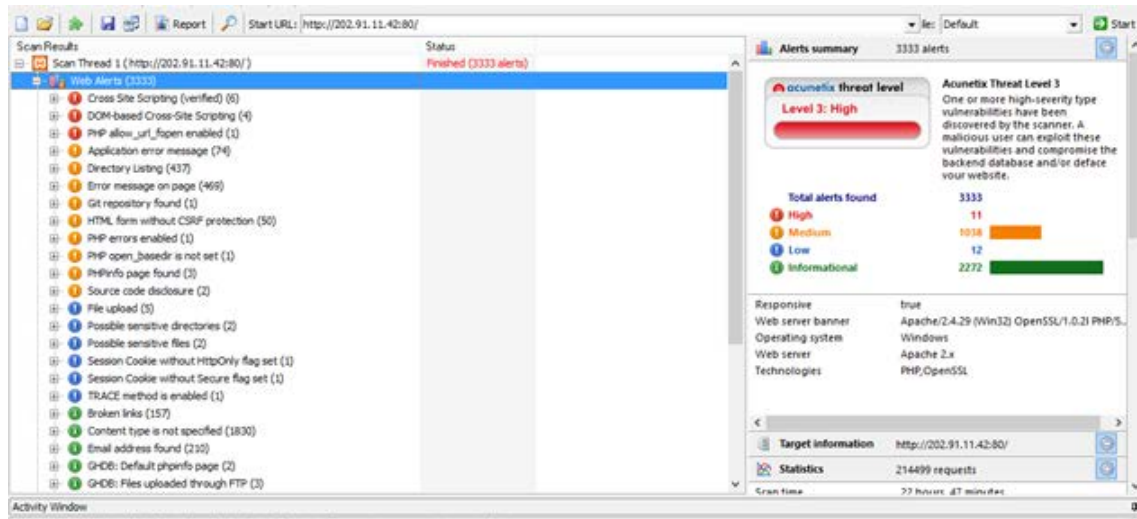 Report
Start URL: http://202.91.11.42:80/
Default
Start
Scan Results
Status
Scan Thread 1 ( http://202.91.11.42:80/ )
Finished (3333 alerts)
Web Alerts (3333)
Cross Site Scripting (verified) (6)
DOM-based Cross-Site Scripting (4)
PHP allow_url_fopen enabled (1)
Application error message (74)
Directory Listing (437)
Error message on page (469)
Git repository found (1)
HTML form without CSRF protection (50)
PHP errors enabled (1)
PHP open_basedir is not set (1)
PHPinfo page found (3)
Source code disclosure (2)
File upload (5)
Possible sensitive directories (2)
Possible sensitive files (2)
Session Cookie without HttpOnly flag set (1)
Session Cookie without Secure flag set (1)
TRACE method is enabled (1)
Broken links (157)
Content type is not specified (1830)
Email address found (210)
GHDB: Default phpinfo page (2)
GHDB: Files uploaded through FTP (3)
Activity Window
Alerts summary 3333 alerts
acunetix threat level
Level 3: High
Acunetix Threat Level 3
One or more high-severity type
vulnerabilities have been
discovered by the scanner. A
malicious user can exploit these
vulnerabilities and compromise the
backend database and/or deface
your website.
Total alerts found 3333
High 11
Medium 1038
Low 12
Informational 2272
Responsive true
Web server banner Apache/2.4.29 (Win32) OpenSSL/1.0.2l PHP/5..
Operating system Windows
Web server Apache 2.x
Technologies PHP,OpenSSL
Target information http://202.91.11.42:80/
Statistics 214499 requests
Scan time 22 hours, 47 minutes